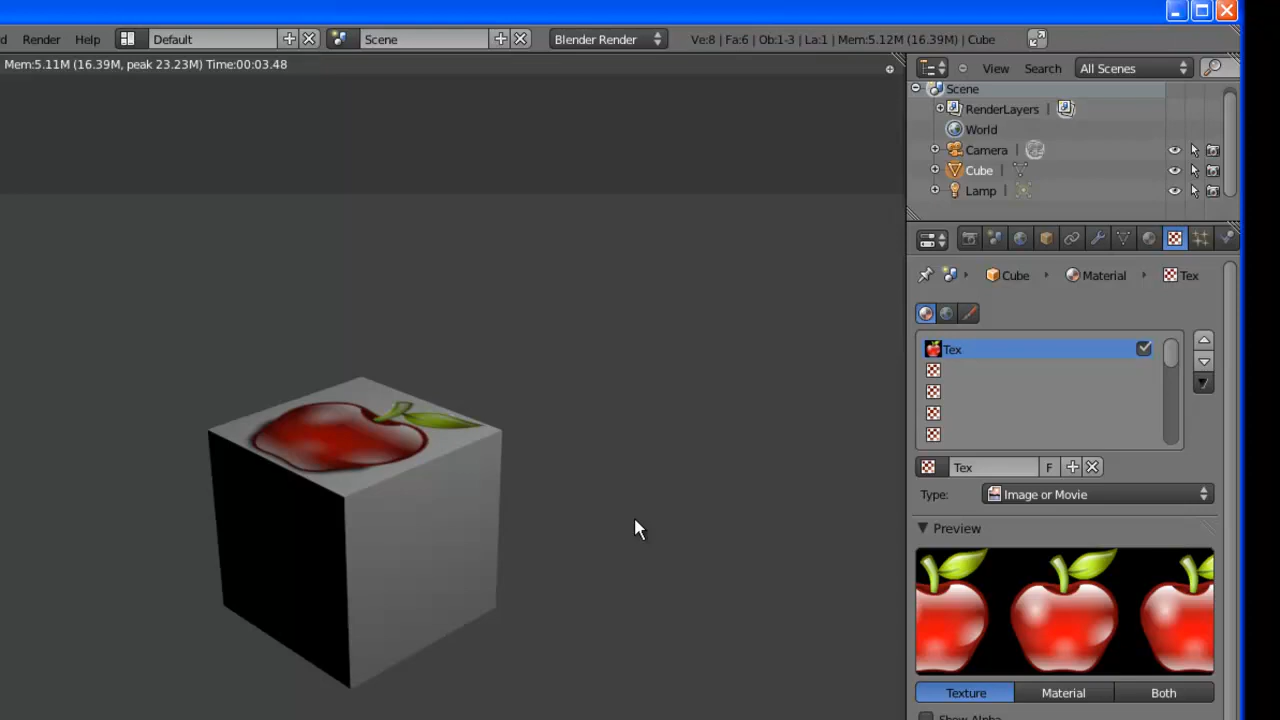 d Render Help Default Scene Blender Render Ve:8 | Fa:6 | Ob:1-3 | La:1 | Mem:5.12M (16.39M) | Cube
Mem:5.11M (16.39M, peak 23.23M) Time:00:03.48
View Search All Scenes
Scene
RenderLayers
World
Camera
Cube
Lamp
Cube Material Tex
Tex
Tex F
Type: Image or Movie
Preview
Texture Material Both
Show Alpha